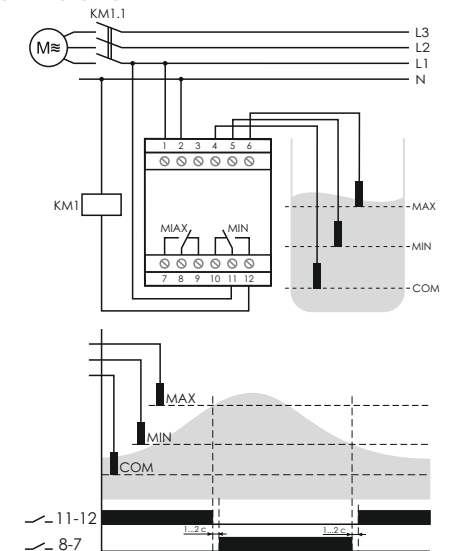 KM1.1
M≋
L3
L2
L1
N
1 2 3 4 5 6
KM1
MIAX MIN
7 8 9 10 11 12
MAX
MIN
COM
MAX
MIN
COM
11-12
1...2 c
1...2 c
8-7